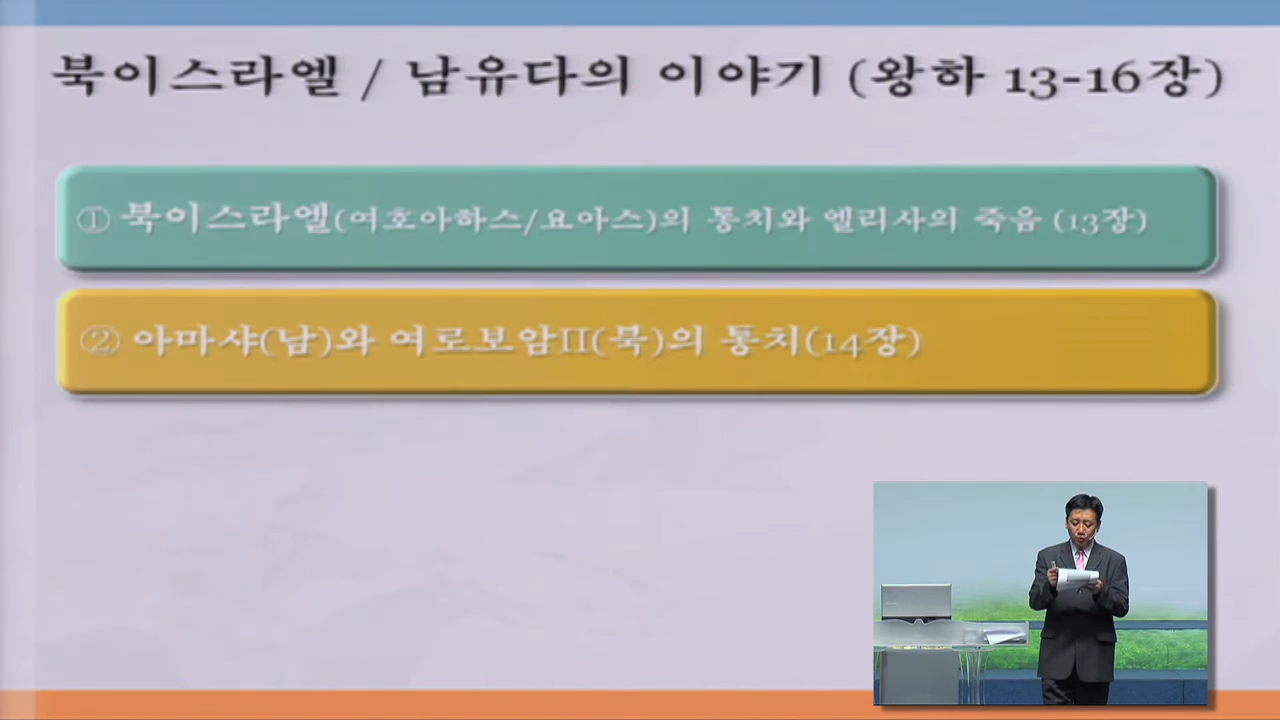 북이스라엘 / 남유다의 이야기 (왕하 13-16장)
① 북이스라엘(여호아하스/요아스)의 통치와 엘리사의 죽음 (13장)
② 아마샤(남)와 여로보암Ⅱ(북)의 통치(14장)